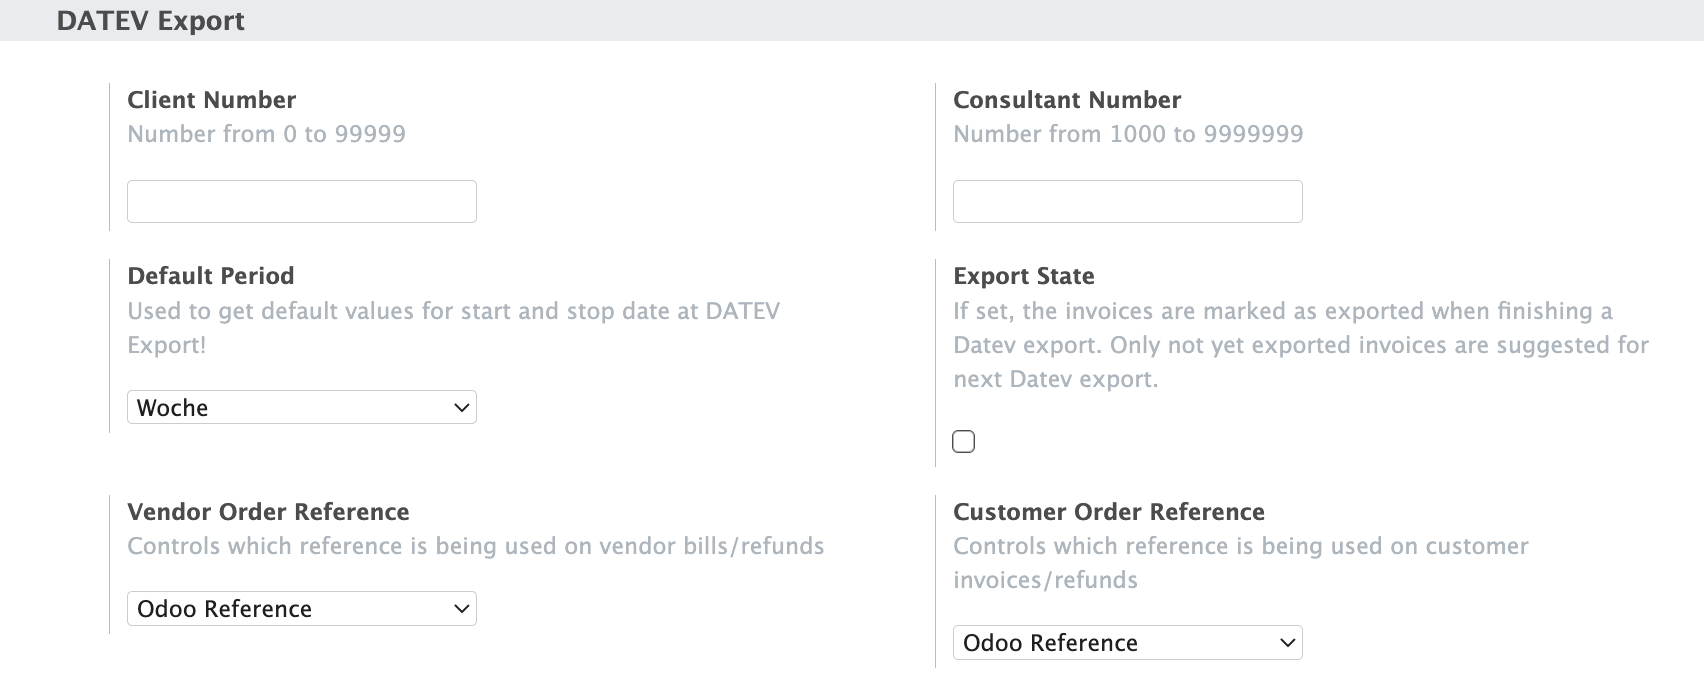 DATEV Export
Client Number
Number from 0 to 99999
Consultant Number
Number from 1000 to 9999999
Default Period
Used to get default values for start and stop date at DATEV
Export!
Woche
Export State
If set, the invoices are marked as exported when finishing a
Datev export. Only not yet exported invoices are suggested for
next Datev export.
Vendor Order Reference
Controls which reference is being used on vendor bills/refunds
Odoo Reference
Customer Order Reference
Controls which reference is being used on customer
invoices/refunds
Odoo Reference